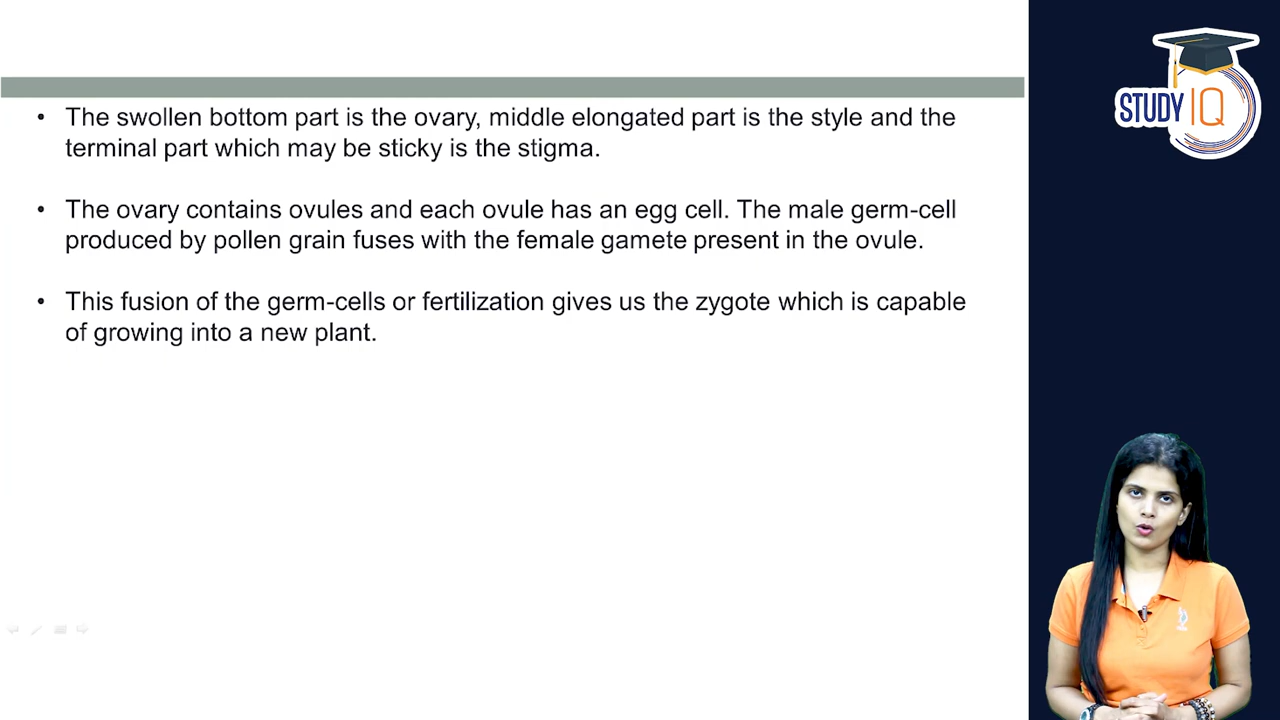 • The swollen bottom part is the ovary, middle elongated part is the style and the
terminal part which may be sticky is the stigma.
• The ovary contains ovules and each ovule has an egg cell. The male germ-cell
produced by pollen grain fuses with the female gamete present in the ovule.
• This fusion of the germ-cells or fertilization gives us the zygote which is capable
of growing into a new plant.
STUDY IQ